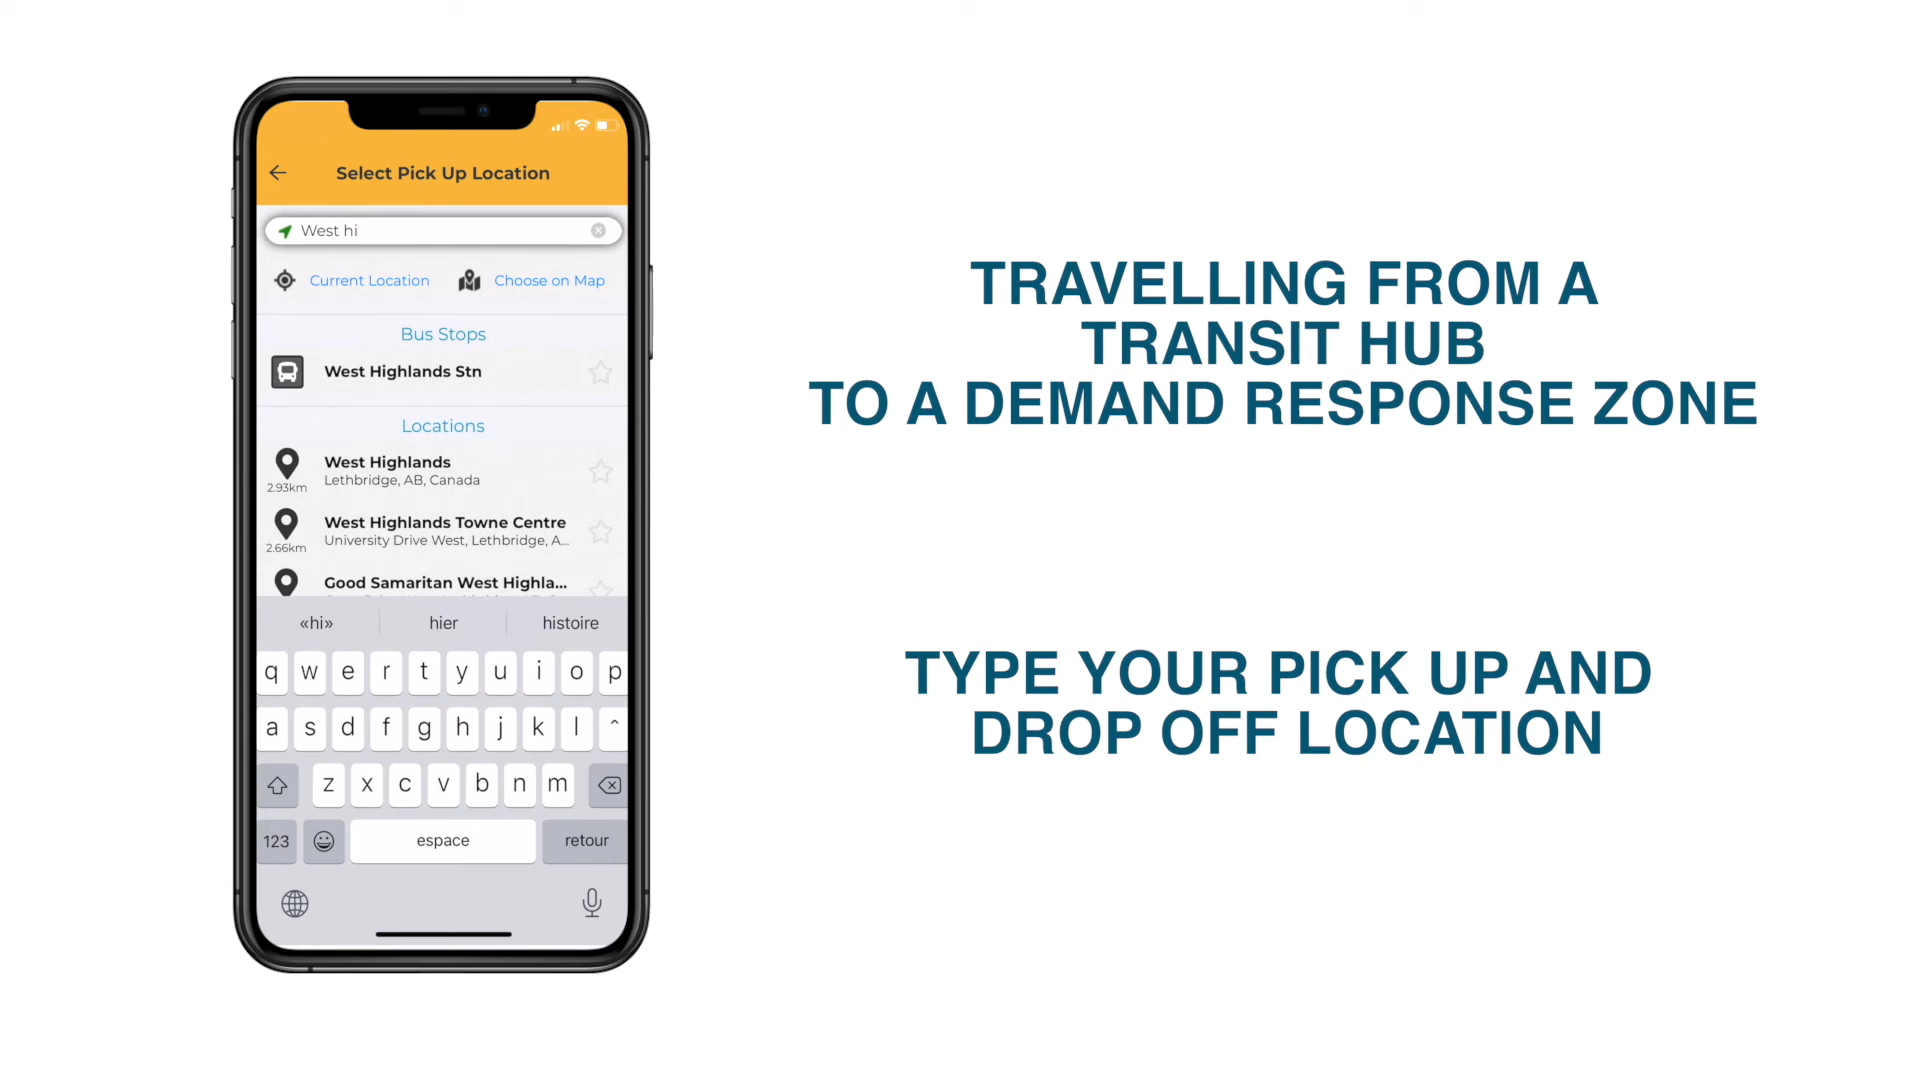 Select Pick Up Location
West hi
Current Location
Choose on Map
Bus Stops
West Highlands Stn
Locations
West Highlands
Lethbridge, AB, Canada
2.93km
West Highlands Towne Centre
University Drive West, Lethbridge, A...
2.66km
Good Samaritan West Highla...
«hi» hier histoire
q w e r t y u i o p
a s d f g h j k l ^
z x c v b n m
123 espace retour
TRAVELLING FROM A
TRANSIT HUB
TO A DEMAND RESPONSE ZONE
TYPE YOUR PICK UP AND
DROP OFF LOCATION